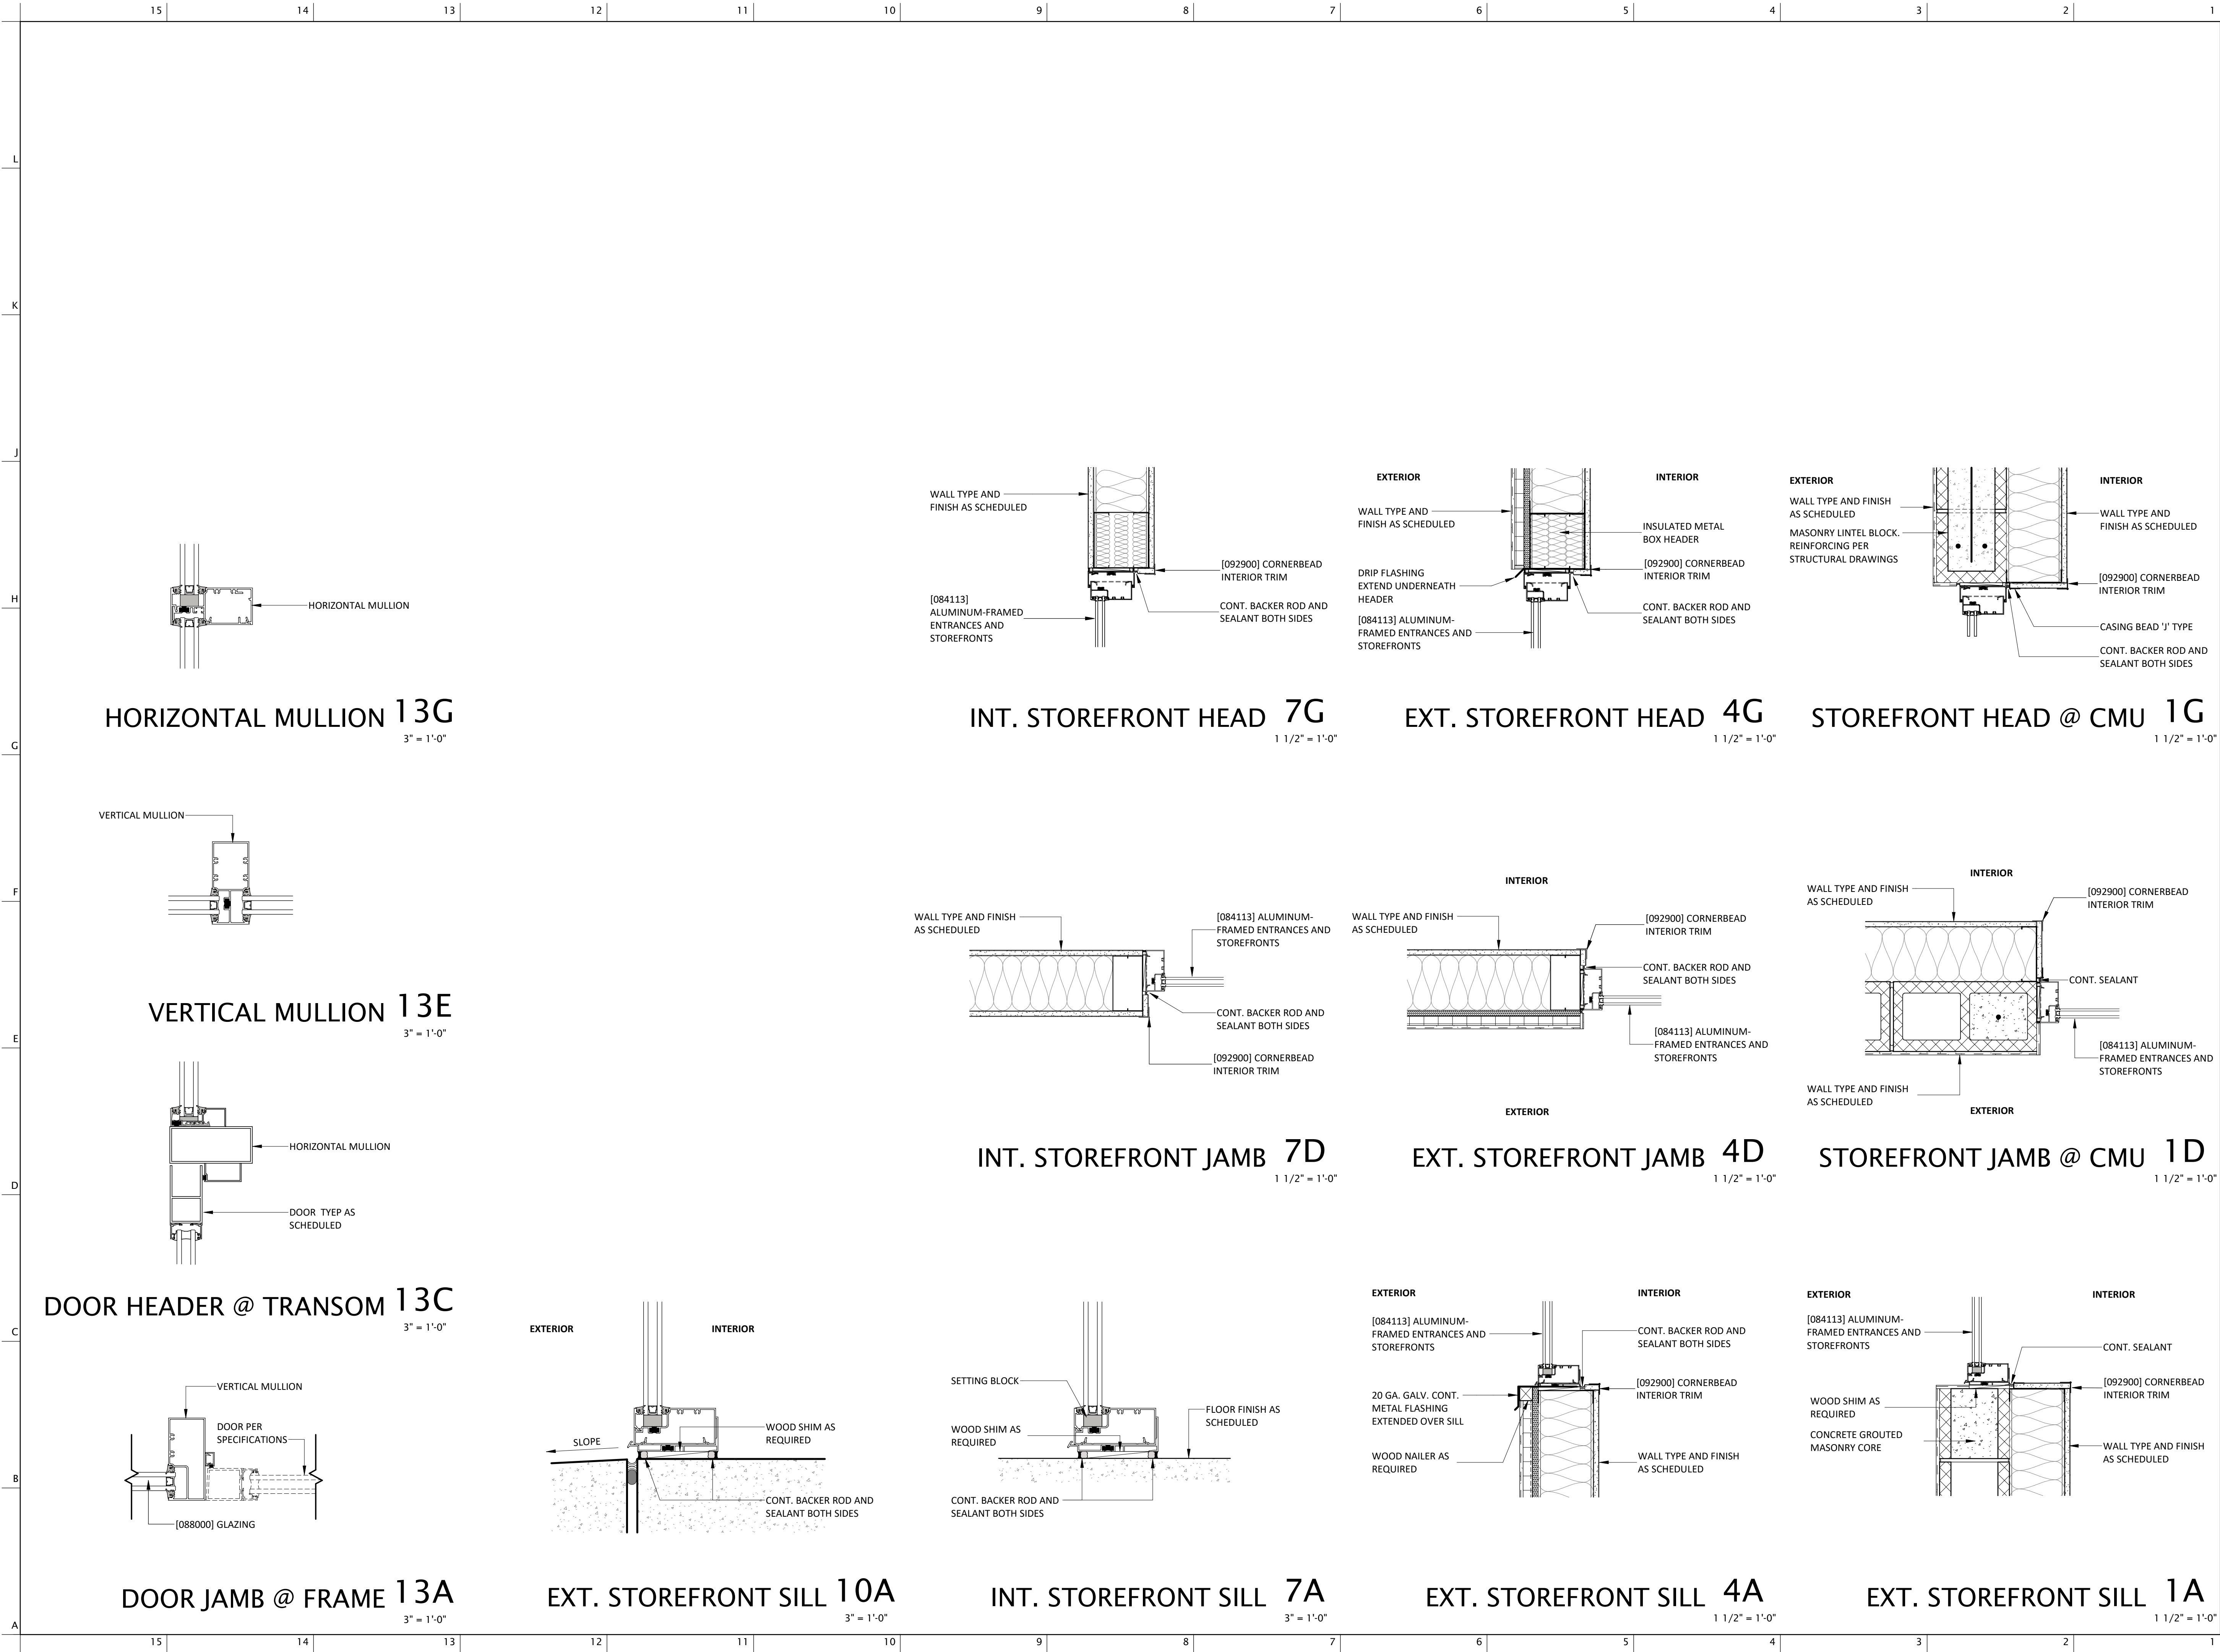 15 14 13 12 11 10 9 8 7 6 5 4 3 2 1
L
K
J
H
G
F
E
D
C
B
A
HORIZONTAL MULLION
HORIZONTAL MULLION 13G
3" = 1'-0"
WALL TYPE AND
FINISH AS SCHEDULED
[092900] CORNERBEAD
INTERIOR TRIM
[084113]
ALUMINUM-FRAMED
ENTRANCES AND
STOREFRONTS
CONT. BACKER ROD AND
SEALANT BOTH SIDES
INT. STOREFRONT HEAD 7G
1 1/2" = 1'-0"
EXTERIOR
INTERIOR
WALL TYPE AND
FINISH AS SCHEDULED
INSULATED METAL
BOX HEADER
[092900] CORNERBEAD
INTERIOR TRIM
DRIP FLASHING
EXTEND UNDERNEATH
HEADER
CONT. BACKER ROD AND
SEALANT BOTH SIDES
[084113] ALUMINUM-
FRAMED ENTRANCES AND
STOREFRONTS
EXT. STOREFRONT HEAD 4G
1 1/2" = 1'-0"
EXTERIOR
INTERIOR
WALL TYPE AND FINISH
AS SCHEDULED
WALL TYPE AND
FINISH AS SCHEDULED
MASONRY LINTEL BLOCK.
REINFORCING PER
STRUCTURAL DRAWINGS
[092900] CORNERBEAD
INTERIOR TRIM
CASING BEAD 'J' TYPE
CONT. BACKER ROD AND
SEALANT BOTH SIDES
STOREFRONT HEAD @ CMU 1G
1 1/2" = 1'-0"
VERTICAL MULLION
VERTICAL MULLION 13E
3" = 1'-0"
WALL TYPE AND FINISH
AS SCHEDULED
[084113] ALUMINUM-
FRAMED ENTRANCES AND
STOREFRONTS
CONT. BACKER ROD AND
SEALANT BOTH SIDES
[092900] CORNERBEAD
INTERIOR TRIM
INT. STOREFRONT JAMB 7D
1 1/2" = 1'-0"
INTERIOR
WALL TYPE AND FINISH
AS SCHEDULED
[092900] CORNERBEAD
INTERIOR TRIM
CONT. BACKER ROD AND
SEALANT BOTH SIDES
[084113] ALUMINUM-
FRAMED ENTRANCES AND
STOREFRONTS
EXTERIOR
EXT. STOREFRONT JAMB 4D
1 1/2" = 1'-0"
INTERIOR
WALL TYPE AND FINISH
AS SCHEDULED
[092900] CORNERBEAD
INTERIOR TRIM
CONT. SEALANT
[084113] ALUMINUM-
FRAMED ENTRANCES AND
STOREFRONTS
WALL TYPE AND FINISH
AS SCHEDULED
EXTERIOR
STOREFRONT JAMB @ CMU 1D
1 1/2" = 1'-0"
HORIZONTAL MULLION
DOOR TYEP AS
SCHEDULED
DOOR HEADER @ TRANSOM 13C
3" = 1'-0"
VERTICAL MULLION
DOOR PER
SPECIFICATIONS
[088000] GLAZING
DOOR JAMB @ FRAME 13A
3" = 1'-0"
EXTERIOR
INTERIOR
SLOPE
WOOD SHIM AS
REQUIRED
CONT. BACKER ROD AND
SEALANT BOTH SIDES
EXT. STOREFRONT SILL 10A
3" = 1'-0"
SETTING BLOCK
FLOOR FINISH AS
SCHEDULED
WOOD SHIM AS
REQUIRED
CONT. BACKER ROD AND
SEALANT BOTH SIDES
INT. STOREFRONT SILL 7A
3" = 1'-0"
EXTERIOR
INTERIOR
[084113] ALUMINUM-
FRAMED ENTRANCES AND
STOREFRONTS
CONT. BACKER ROD AND
SEALANT BOTH SIDES
20 GA. GALV. CONT.
METAL FLASHING
EXTENDED OVER SILL
[092900] CORNERBEAD
INTERIOR TRIM
WOOD NAILER AS
REQUIRED
WALL TYPE AND FINISH
AS SCHEDULED
EXT. STOREFRONT SILL 4A
1 1/2" = 1'-0"
EXTERIOR
INTERIOR
[084113] ALUMINUM-
FRAMED ENTRANCES AND
STOREFRONTS
CONT. SEALANT
[092900] CORNERBEAD
INTERIOR TRIM
WOOD SHIM AS
REQUIRED
CONCRETE GROUTED
MASONRY CORE
WALL TYPE AND FINISH
AS SCHEDULED
EXT. STOREFRONT SILL 1A
1 1/2" = 1'-0"
15 14 13 12 11 10 9 8 7 6 5 4 3 2 1